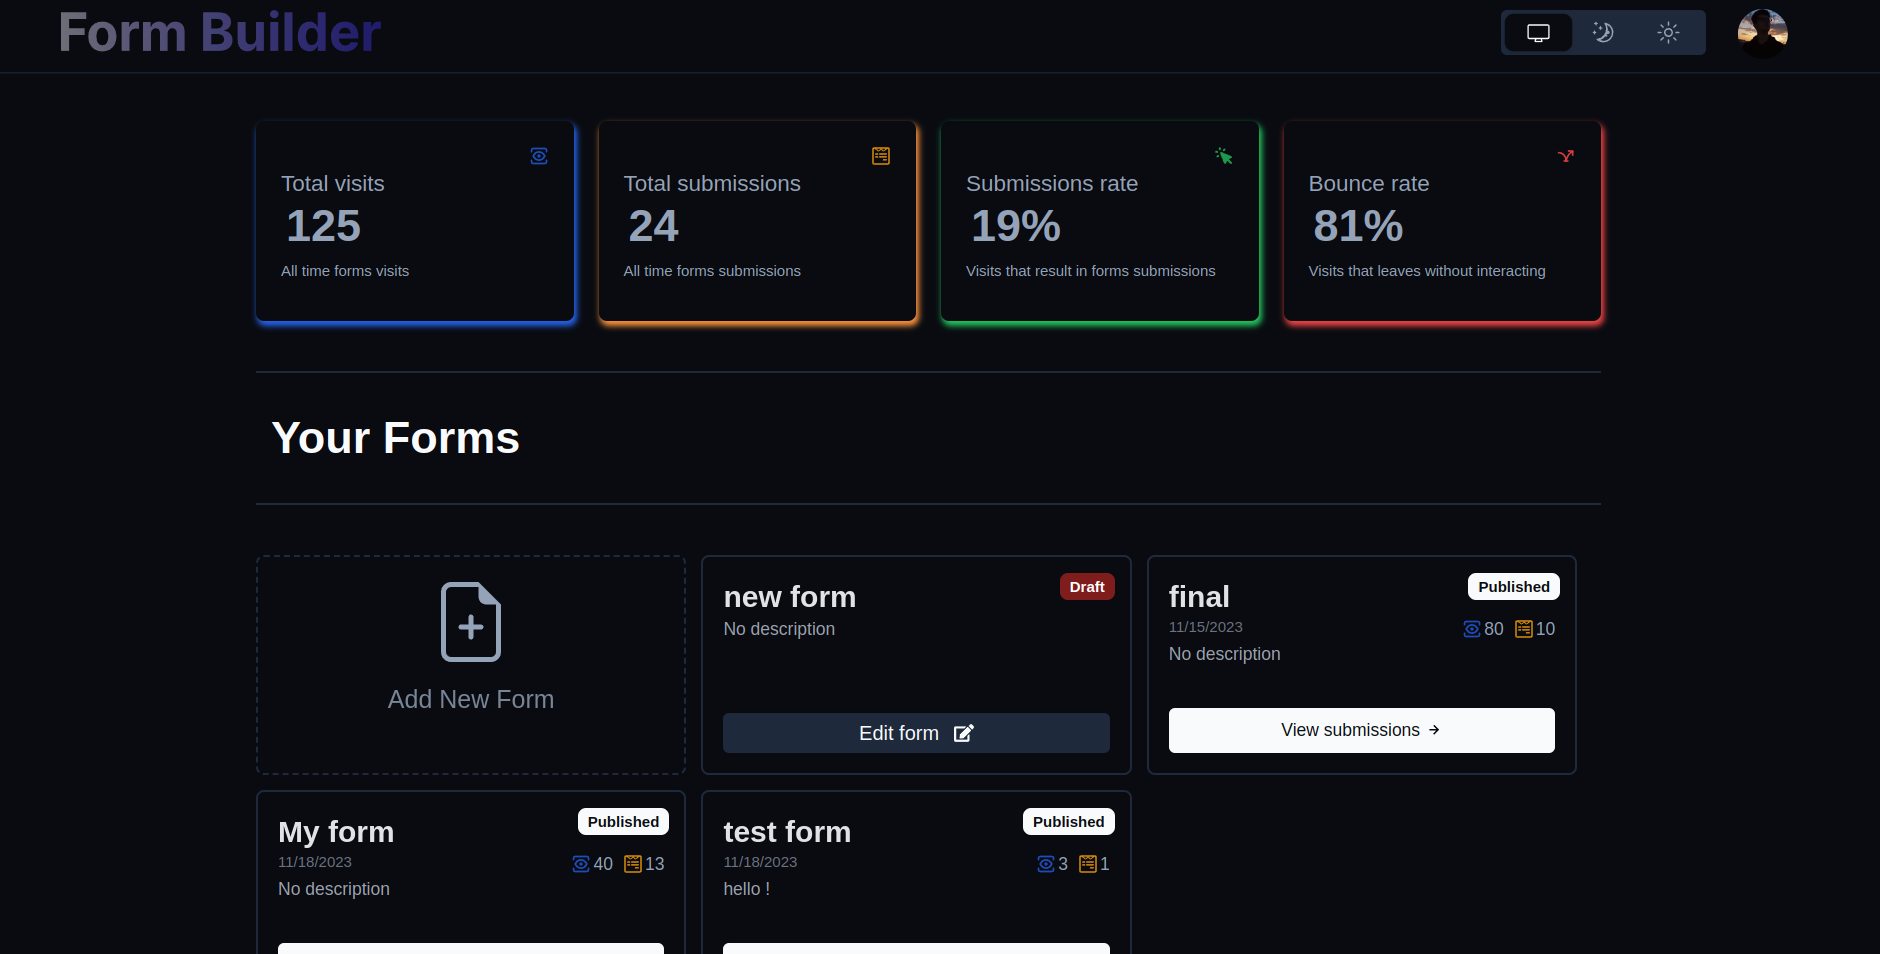 Form Builder
Total visits
125
All time forms visits
Total submissions
24
All time forms submissions
Submissions rate
19%
Visits that result in forms submissions
Bounce rate
81%
Visits that leaves without interacting
Your Forms
Add New Form
new form
Draft
No description
Edit form
final
Published
11/15/2023
80 10
No description
View submissions
My form
Published
11/18/2023
40 13
No description
test form
Published
11/18/2023
3 1
hello !